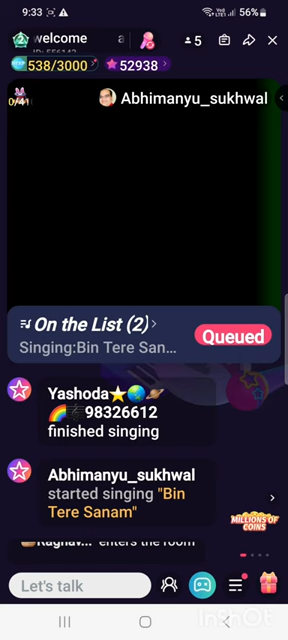 9:33
56%
2 welcome a
5
538/3000 52938
0/41
Abhimanyu_sukhwal
On the List (2)
Queued
Singing:Bin Tere San...
Yashoda⭐🌏🪐
🌈🎼98326612
finished singing
Abhimanyu_sukhwal
started singing "Bin
Tere Sanam"
MILLIONS OF
COINS
Raghav... enters the room
Let's talk
InShot